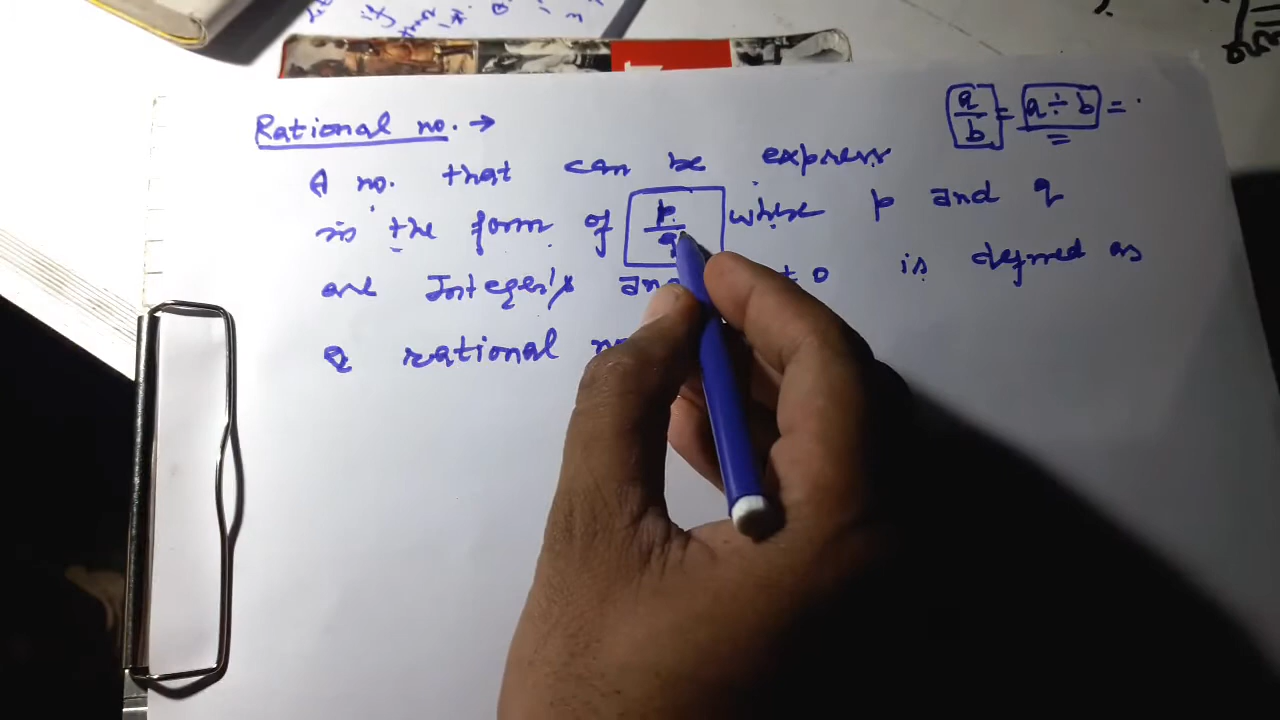 Rational no. →
a/b = a ÷ b =
A no. that can be express
in the form of p/q where p and q
are Integer's and 0 is defined as
a rational